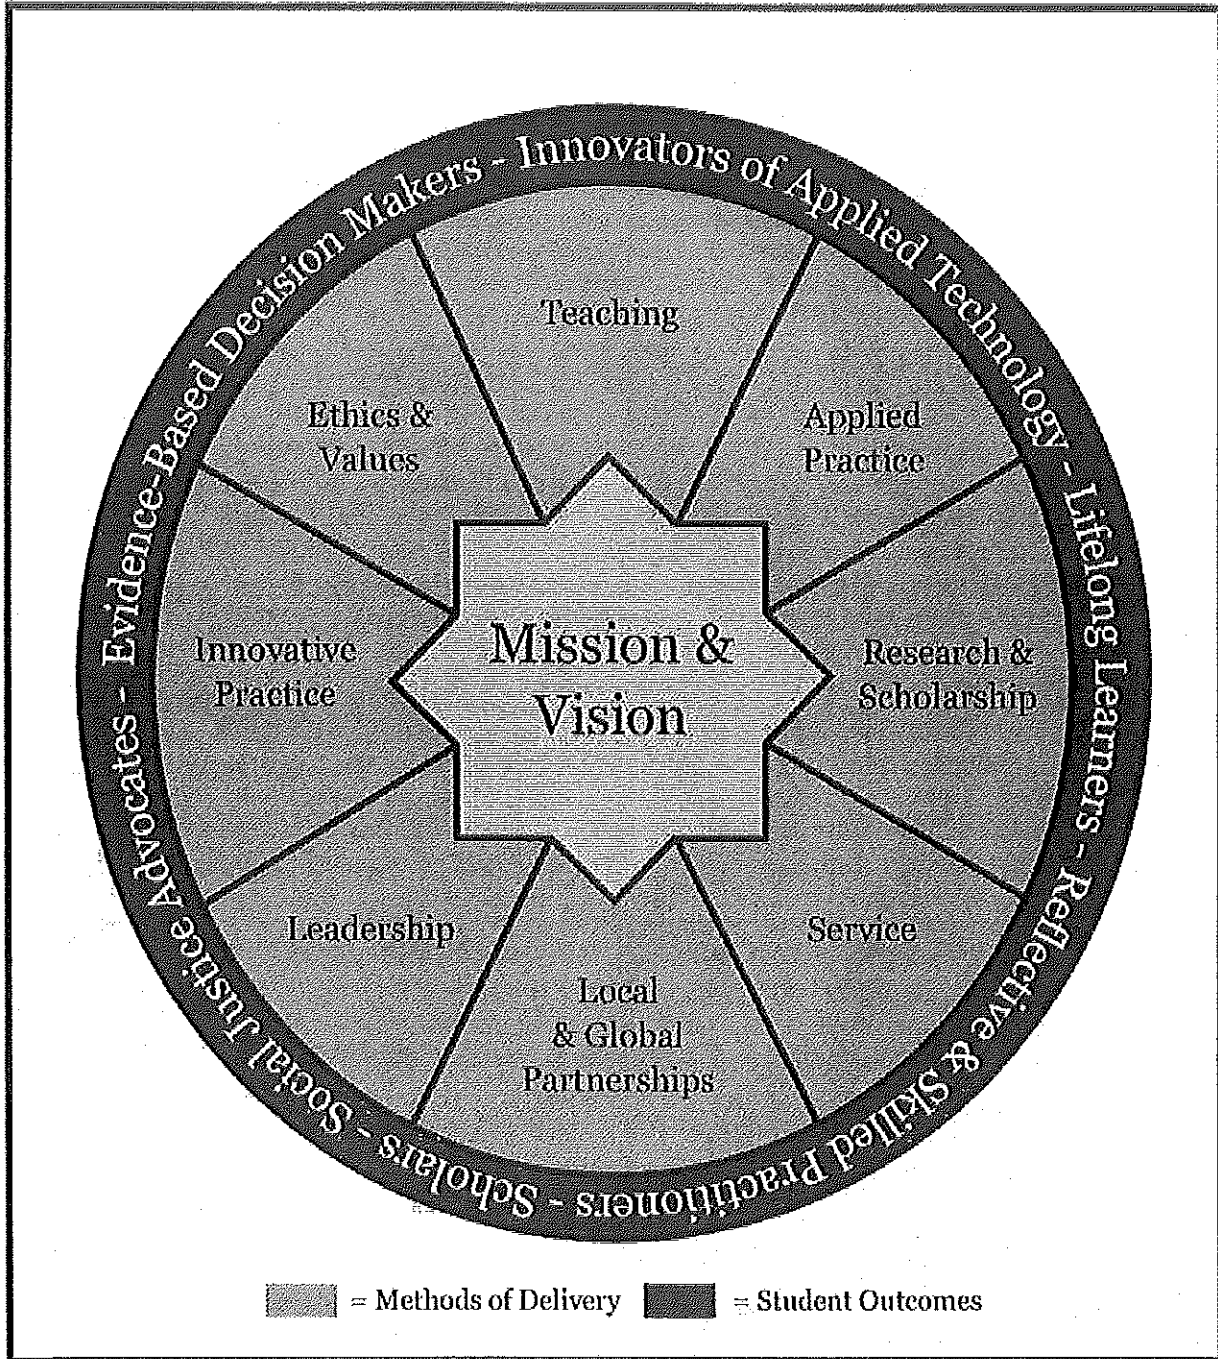 Innovators of Applied Technology - Lifelong Learners - Reflective & Skilled Practitioners - Scholars - Social Justice Advocates - Evidence-Based Decision Makers -
Teaching
Ethics &
Values
Applied
Practice
Innovative
Practice
Mission &
Vision
Research &
Scholarship
Leadership
Service
Local
& Global
Partnerships
= Methods of Delivery
= Student Outcomes